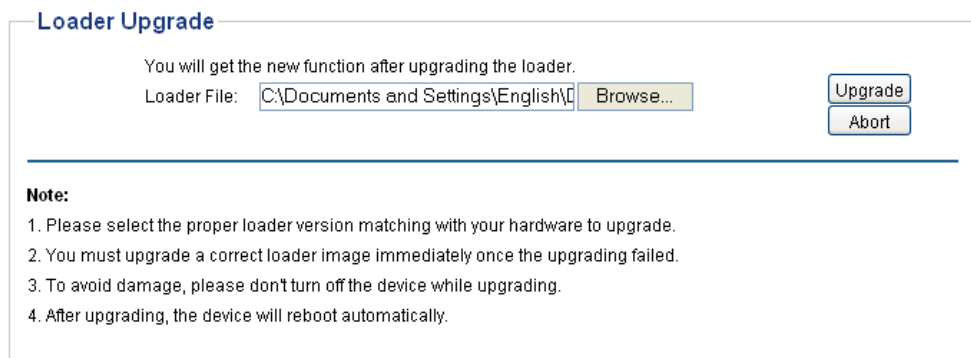 Loader Upgrade
You will get the new function after upgrading the loader.
Loader File: C:\Documents and Settings\English\D Browse... Upgrade
Abort
Note:
1. Please select the proper loader version matching with your hardware to upgrade.
2. You must upgrade a correct loader image immediately once the upgrading failed.
3. To avoid damage, please don't turn off the device while upgrading.
4. After upgrading, the device will reboot automatically.